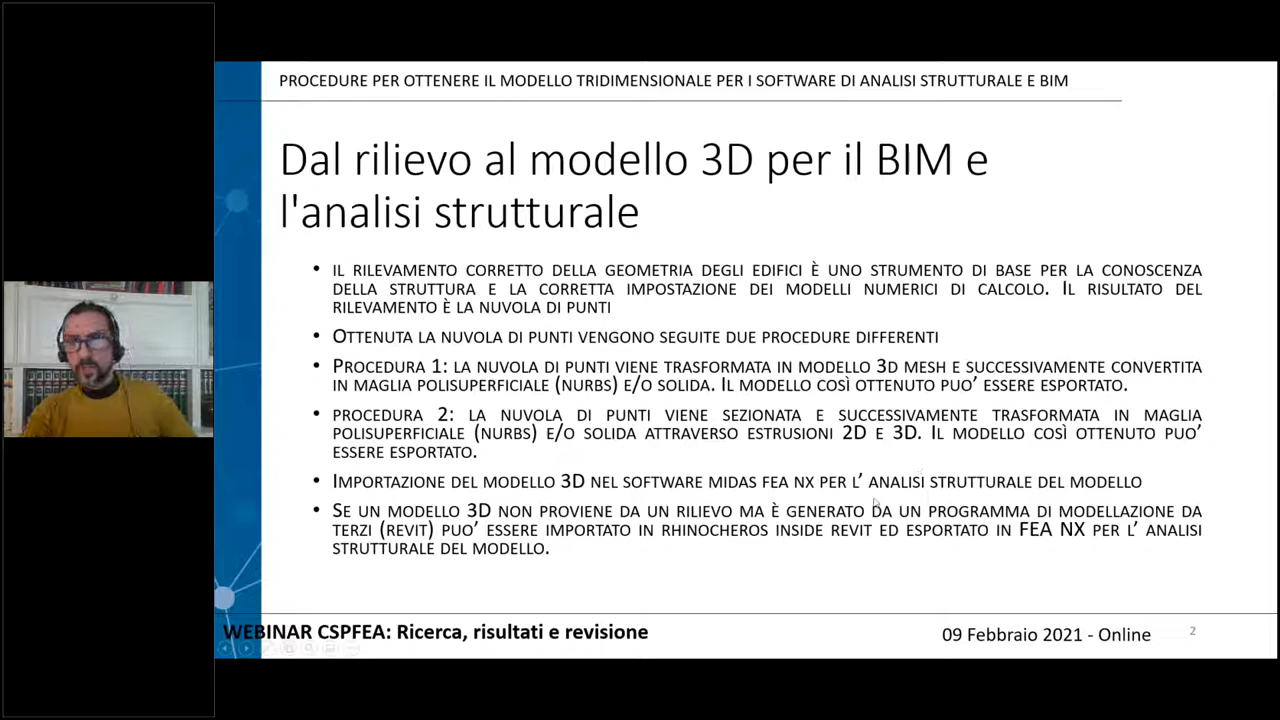 PROCEDURE PER OTTENERE IL MODELLO TRIDIMENSIONALE PER I SOFTWARE DI ANALISI STRUTTURALE E BIM
Dal rilievo al modello 3D per il BIM e
l'analisi strutturale
• IL RILEVAMENTO CORRETTO DELLA GEOMETRIA DEGLI EDIFICI È UNO STRUMENTO DI BASE PER LA CONOSCENZA
DELLA STRUTTURA E LA CORRETTA IMPOSTAZIONE DEI MODELLI NUMERICI DI CALCOLO. IL RISULTATO DEL
RILEVAMENTO È LA NUVOLA DI PUNTI
• OTTENUTA LA NUVOLA DI PUNTI VENGONO SEGUITE DUE PROCEDURE DIFFERENTI
• PROCEDURA 1: LA NUVOLA DI PUNTI VIENE TRASFORMATA IN MODELLO 3D MESH E SUCCESSIVAMENTE CONVERTITA
IN MAGLIA POLISUPERFICIALE (NURBS) E/O SOLIDA. IL MODELLO COSÌ OTTENUTO PUO' ESSERE ESPORTATO.
• PROCEDURA 2: LA NUVOLA DI PUNTI VIENE SEZIONATA E SUCCESSIVAMENTE TRASFORMATA IN MAGLIA
POLISUPERFICIALE (NURBS) E/O SOLIDA ATTRAVERSO ESTRUSIONI 2D E 3D. IL MODELLO COSÌ OTTENUTO PUO'
ESSERE ESPORTATO.
• IMPORTAZIONE DEL MODELLO 3D NEL SOFTWARE MIDAS FEA NX PER L' ANALISI STRUTTURALE DEL MODELLO
• SE UN MODELLO 3D NON PROVIENE DA UN RILIEVO MA È GENERATO DA UN PROGRAMMA DI MODELLAZIONE DA
TERZI (REVIT) PUO' ESSERE IMPORTATO IN RHINOCHEROS INSIDE REVIT ED ESPORTATO IN FEA NX PER L' ANALISI
STRUTTURALE DEL MODELLO.
WEBINAR CSPFEA: Ricerca, risultati e revisione
09 Febbraio 2021 - Online
2